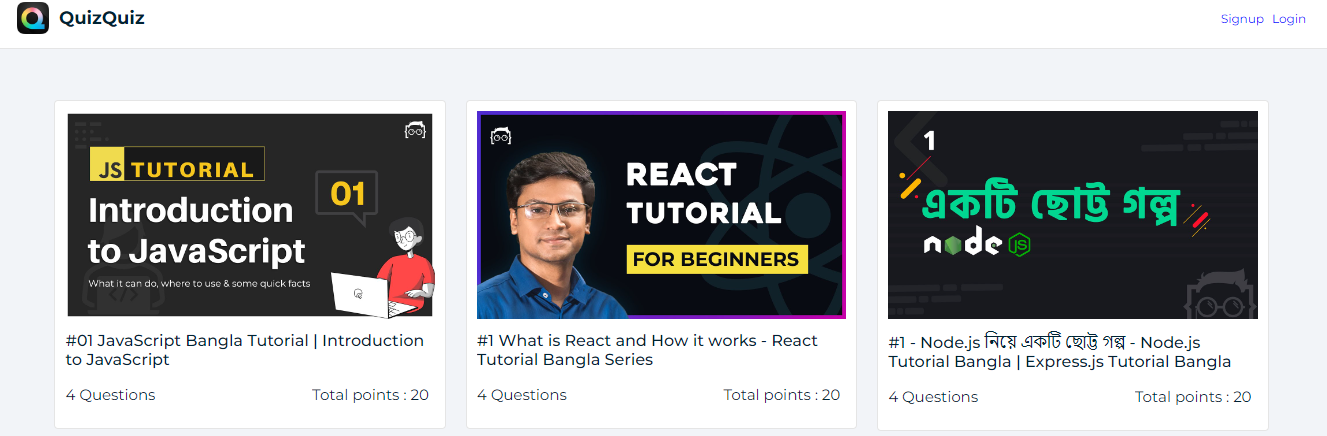 QuizQuiz
Signup Login
JS TUTORIAL
01
Introduction
to JavaScript
What it can do, where to use & some quick facts
#01 JavaScript Bangla Tutorial | Introduction
to JavaScript
4 Questions Total points : 20
REACT
TUTORIAL
FOR BEGINNERS
#1 What is React and How it works - React
Tutorial Bangla Series
4 Questions Total points : 20
1
একটি ছোট্ট গল্প
node JS
#1 - Node.js নিয়ে একটি ছোট্ট গল্প - Node.js
Tutorial Bangla | Express.js Tutorial Bangla
4 Questions Total points : 20